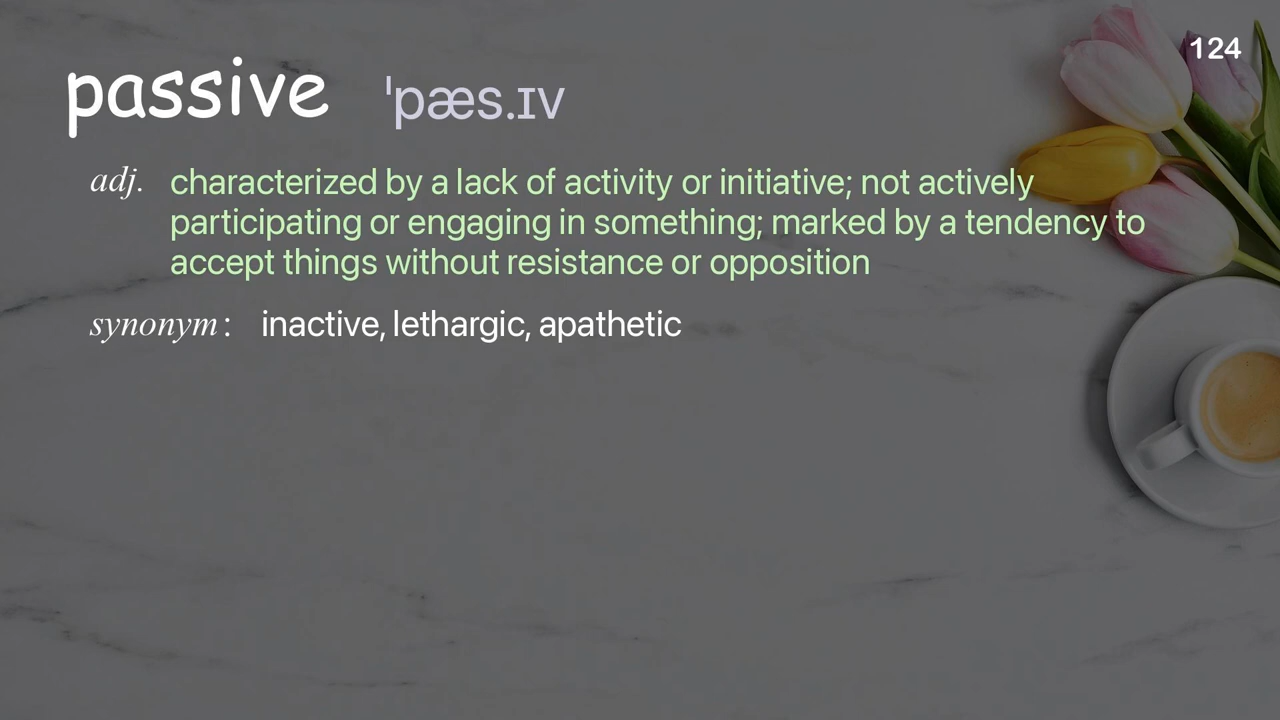 124
passive ˈpæs.ɪv
adj. characterized by a lack of activity or initiative; not actively
participating or engaging in something; marked by a tendency to
accept things without resistance or opposition
synonym : inactive, lethargic, apathetic